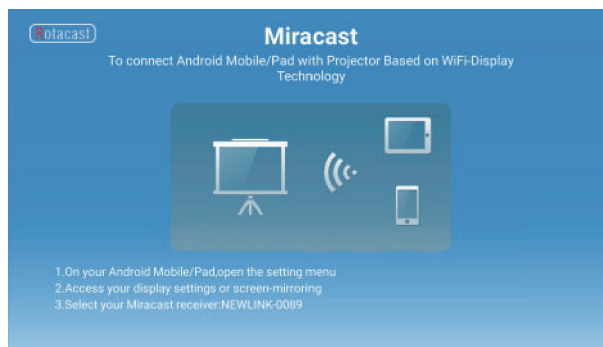 Rotacast
Miracast
To connect Android Mobile/Pad with Projector Based on WiFi-Display
Technology
1.On your Android Mobile/Pad,open the setting menu
2.Access your display settings or screen-mirroring
3.Select your Miracast receiver:NEWLINK-0089